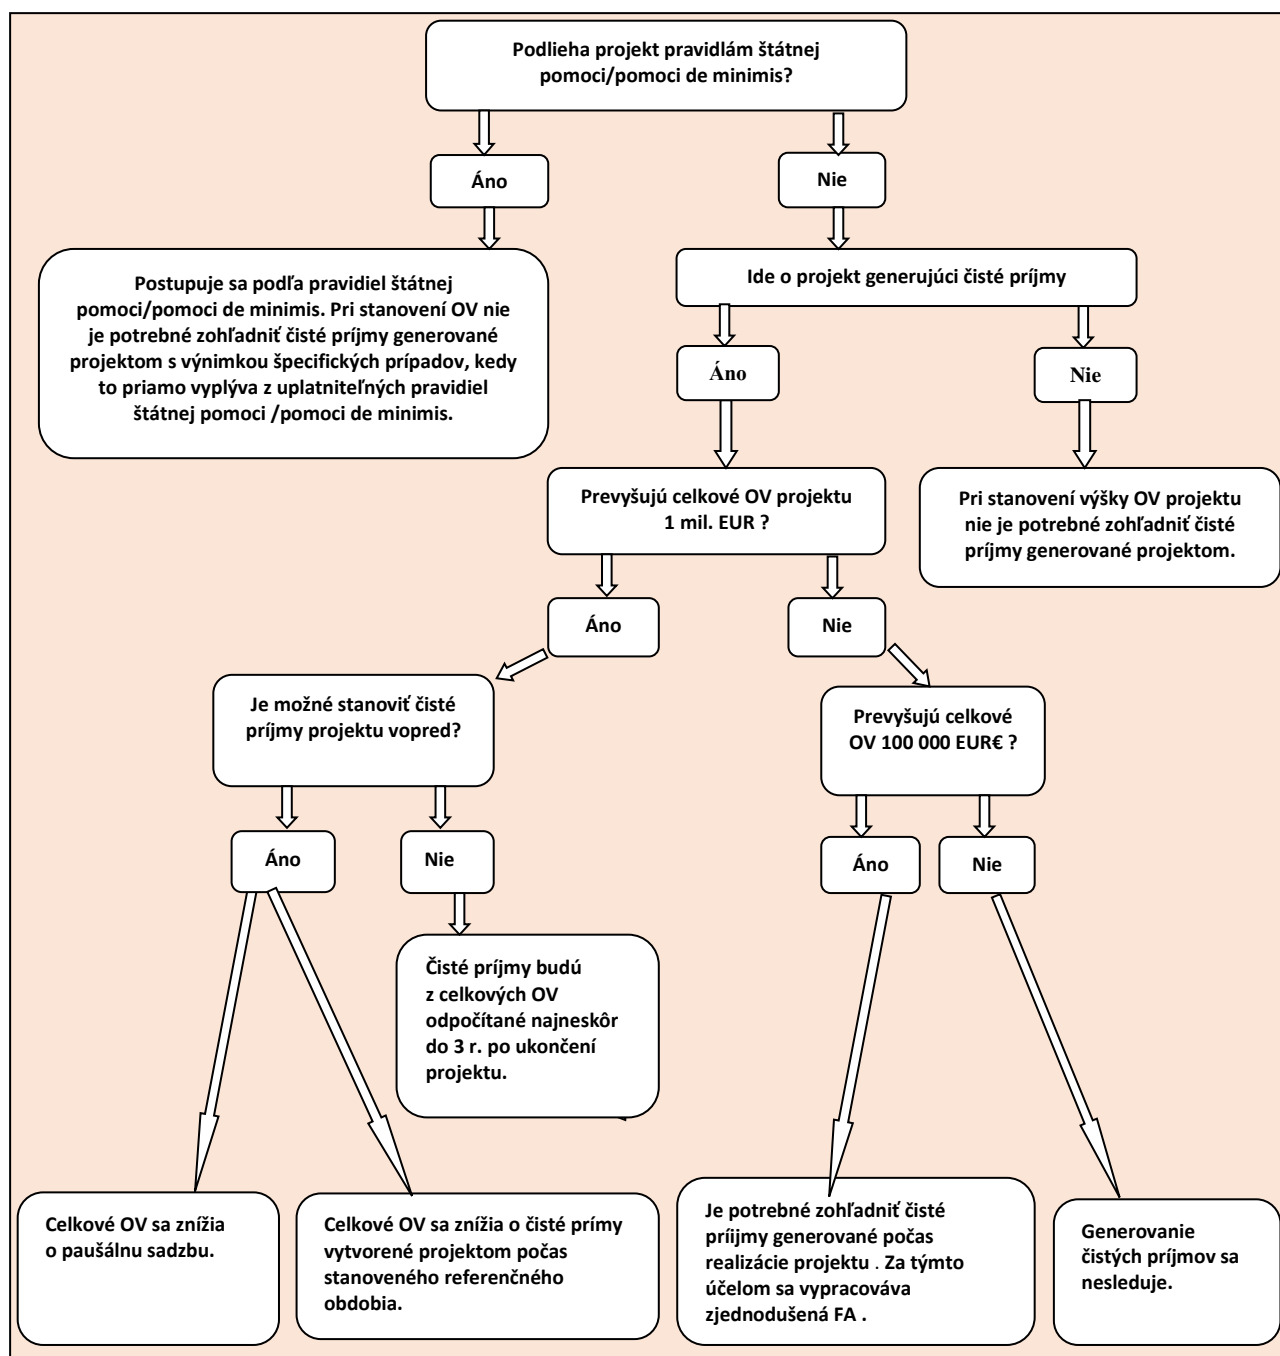 Podlieha projekt pravidlám štátnej
pomoci/pomoci de minimis?
Áno
Nie
Postupuje sa podľa pravidiel štátnej
pomoci/pomoci de minimis. Pri stanovení OV nie
je potrebné zohľadniť čisté príjmy generované
projektom s výnimkou špecifických prípadov, kedy
to priamo vyplýva z uplatniteľných pravidiel
štátnej pomoci /pomoci de minimis.
Ide o projekt generujúci čisté príjmy
Áno
Nie
Prevyšujú celkové OV projektu
1 mil. EUR ?
Pri stanovení výšky OV projektu
nie je potrebné zohľadniť čisté
príjmy generované projektom.
Áno
Nie
Je možné stanoviť čisté
príjmy projektu vopred?
Prevyšujú celkové
OV 100 000 EUR€ ?
Áno
Nie
Áno
Nie
Čisté príjmy budú
z celkových OV
odpočítané najneskôr
do 3 r. po ukončení
projektu.
Celkové OV sa znížia
o paušálnu sadzbu.
Celkové OV sa znížia o čisté prímy
vytvorené projektom počas
stanoveného referenčného
obdobia.
Je potrebné zohľadniť čisté
príijmy generované počas
realizácie projektu . Za týmto
účelom sa vypracováva
zjednodušená FA .
Generovanie
čistých príjmov sa
nesleduje.